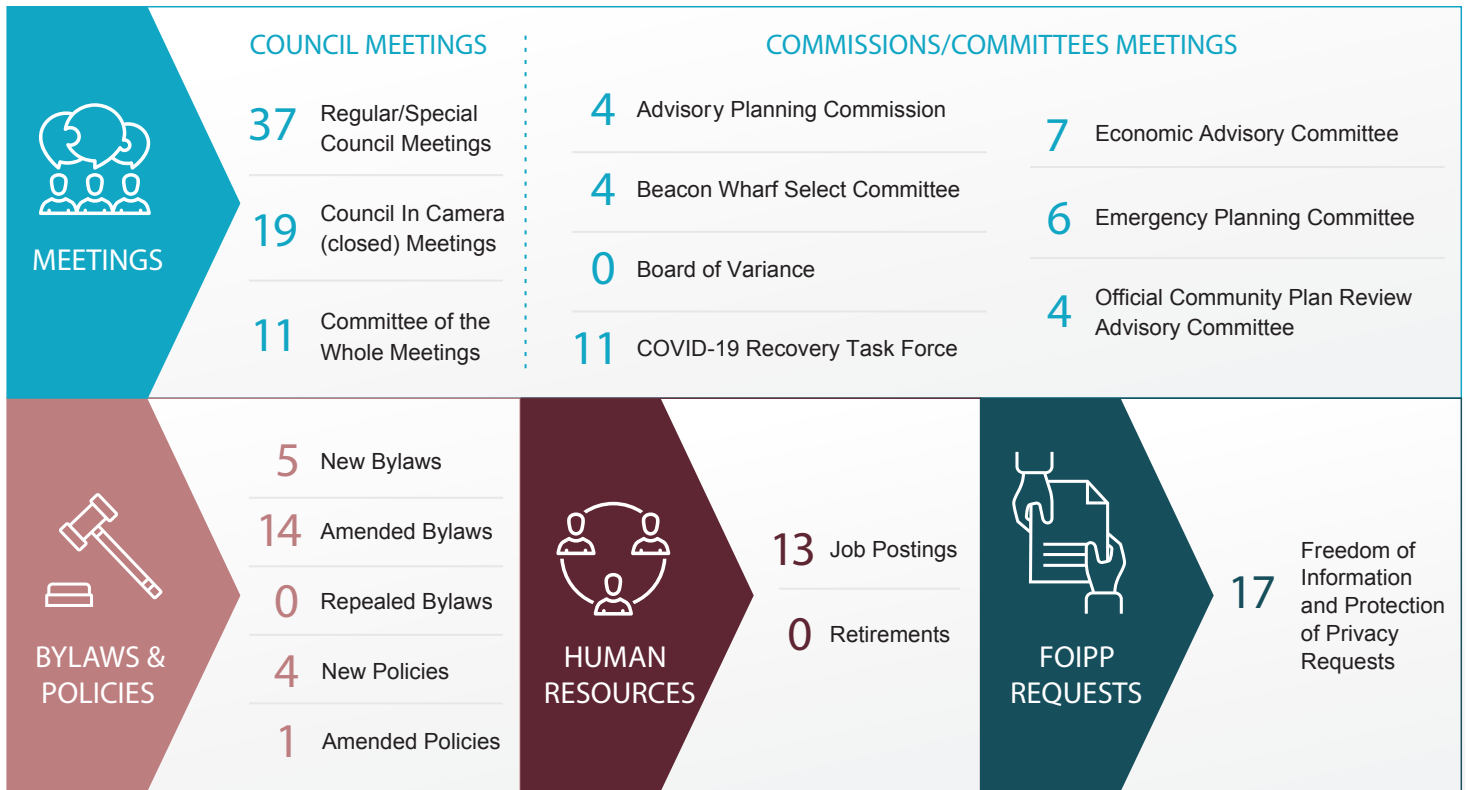 MEETINGS
COUNCIL MEETINGS
37 Regular/Special
Council Meetings
19 Council In Camera
(closed) Meetings
11 Committee of the
Whole Meetings
COMMISSIONS/COMMITTEES MEETINGS
4 Advisory Planning Commission
4 Beacon Wharf Select Committee
0 Board of Variance
11 COVID-19 Recovery Task Force
7 Economic Advisory Committee
6 Emergency Planning Committee
4 Official Community Plan Review
Advisory Committee
BYLAWS &
POLICIES
5 New Bylaws
14 Amended Bylaws
0 Repealed Bylaws
4 New Policies
1 Amended Policies
HUMAN
RESOURCES
13 Job Postings
0 Retirements
FOIPP
REQUESTS
17 Freedom of
Information
and Protection
of Privacy
Requests